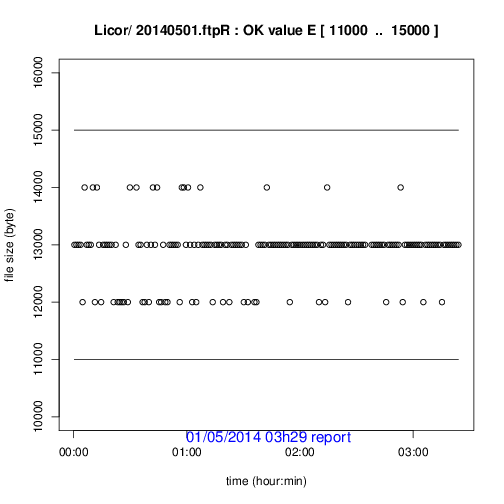 Licor/ 20140501.ftpR : OK value E [ 11000 .. 15000 ]
16000
15000
14000
13000
12000
11000
10000
file size (byte)
01/05/2014 03h29 report
00:00 01:00 02:00 03:00
time (hour:min)